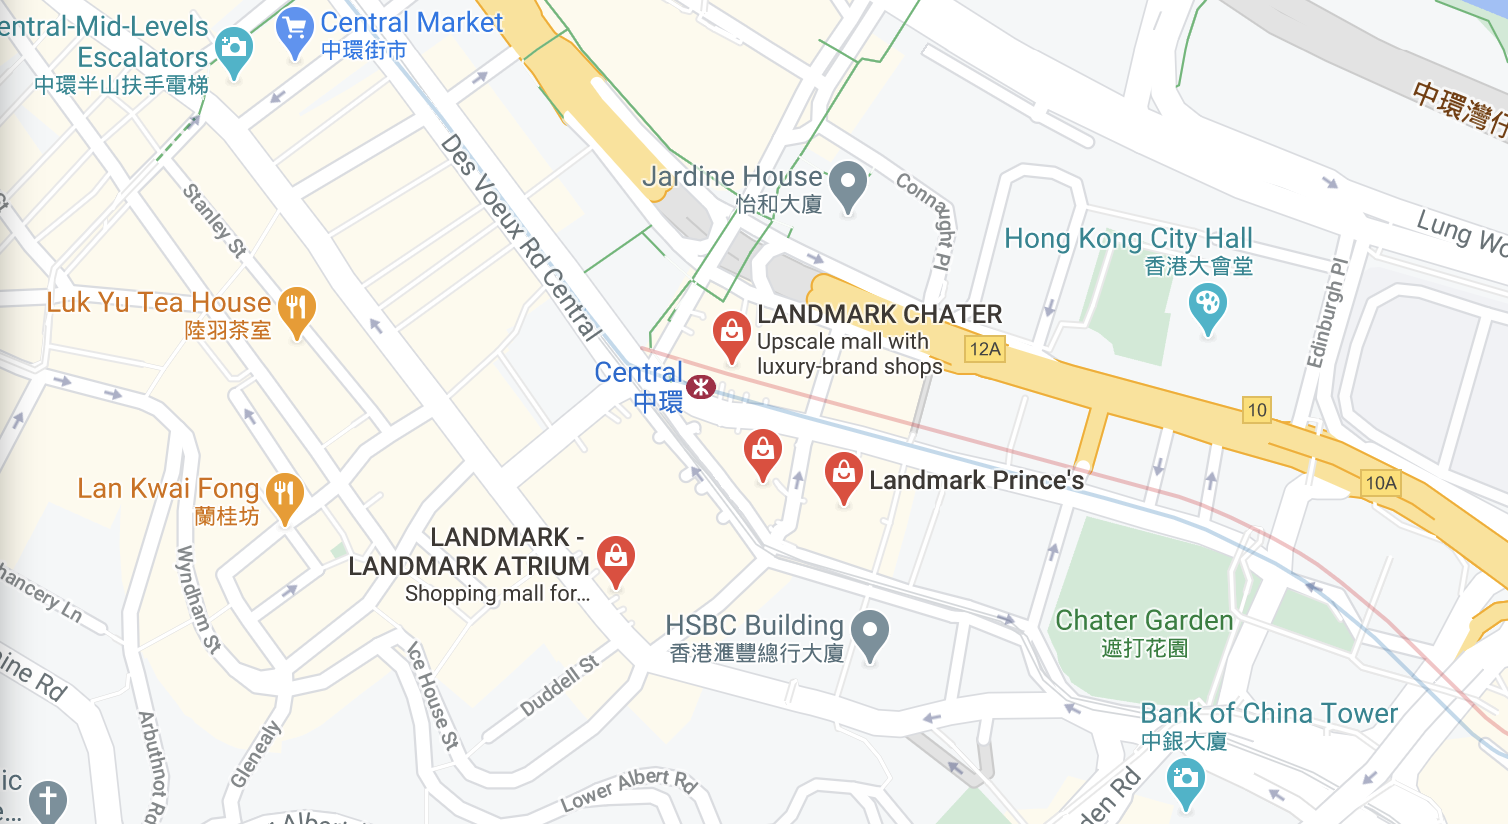 Central Market
中環街市
entral-Mid-Levels
Escalators
中環半山扶手電梯
中環灣仔
Des Voeux Rd Central
Jardine House
怡和大廈
Connaught Pl
Stanley St
Lung Wo
Hong Kong City Hall
香港大會堂
Edinburgh Pl
Luk Yu Tea House
陸羽茶室
LANDMARK CHATER
Upscale mall with
luxury-brand shops
12A
Central
中環
10
10A
Landmark Prince's
Lan Kwai Fong
蘭桂坊
LANDMARK -
LANDMARK ATRIUM
Shopping mall for...
Wyndham St
hancery Ln
HSBC Building
香港滙豐總行大廈
Chater Garden
遮打花園
ine Rd
Ice House St
Duddell St
Bank of China Tower
中銀大廈
Arbuthnot Rd
Glenealy
Lower Albert Rd
den Rd
ic
e...